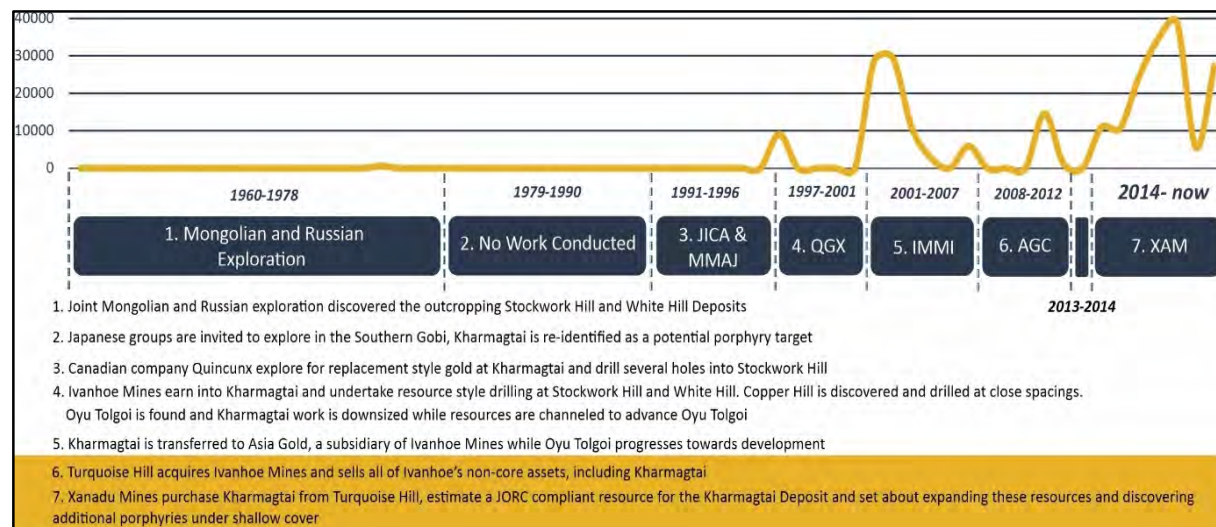 40000
30000
20000
10000
0
1960-1978
1979-1990
1991-1996
1997-2001
2001-2007
2008-2012
2014- now
1. Mongolian and Russian
Exploration
2. No Work Conducted
3. JICA &
MMAJ
4. QGX
5. IMMI
6. AGC
7. XAM
2013-2014
1. Joint Mongolian and Russian exploration discovered the outcropping Stockwork Hill and White Hill Deposits
2. Japanese groups are invited to explore in the Southern Gobi, Kharmagtai is re-identified as a potential porphyry target
3. Canadian company Quincunx explore for replacement style gold at Kharmagtai and drill several holes into Stockwork Hill
4. Ivanhoe Mines earn into Kharmagtai and undertake resource style drilling at Stockwork Hill and White Hill. Copper Hill is discovered and drilled at close spacings.
Oyu Tolgoi is found and Kharmagtai work is downsized while resources are channeled to advance Oyu Tolgoi
5. Kharmagtai is transferred to Asia Gold, a subsidiary of Ivanhoe Mines while Oyu Tolgoi progresses towards development
6. Turquoise Hill acquires Ivanhoe Mines and sells all of Ivanhoe's non-core assets, including Kharmagtai
7. Xanadu Mines purchase Kharmagtai from Turquoise Hill, estimate a JORC compliant resource for the Kharmagtai Deposit and set about expanding these resources and discovering
additional porphyries under shallow cover